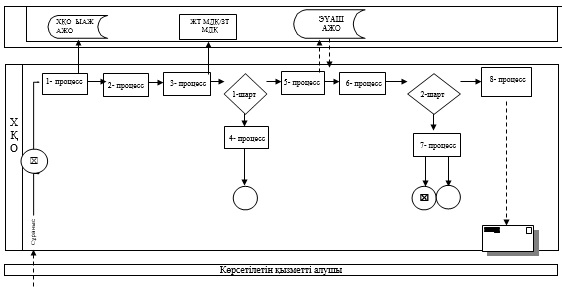 ХҚО ЫАЖ
АЖО
ЖТ МДҚ/ЗТ
МДҚ
ЭҮАШ
АЖО
1- процесс
2- процесс
3- процесс
1-шарт
5- процесс
6- процесс
2-шарт
8- процесс
4- процесс
7- процесс
Х
Қ
О
Сұраныс
Көрсетілетін қызметті алушы